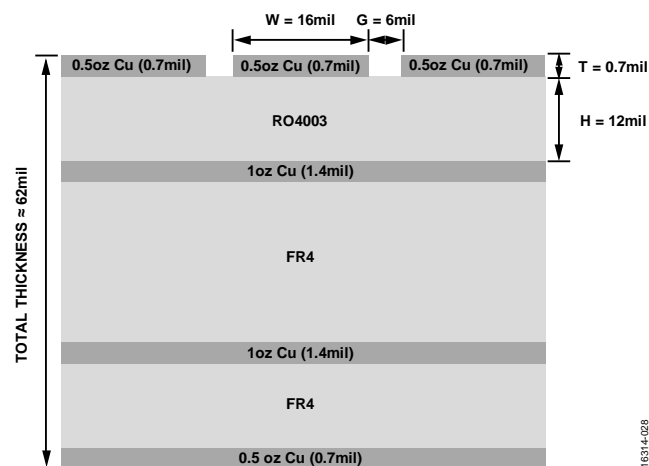 W = 16mil
G = 6mil
0.5oz Cu (0.7mil)
0.5oz Cu (0.7mil)
0.5oz Cu (0.7mil)
T = 0.7mil
RO4003
H = 12mil
1oz Cu (1.4mil)
TOTAL THICKNESS ≈ 62mil
FR4
1oz Cu (1.4mil)
FR4
0.5 oz Cu (0.7mil)
16314-028